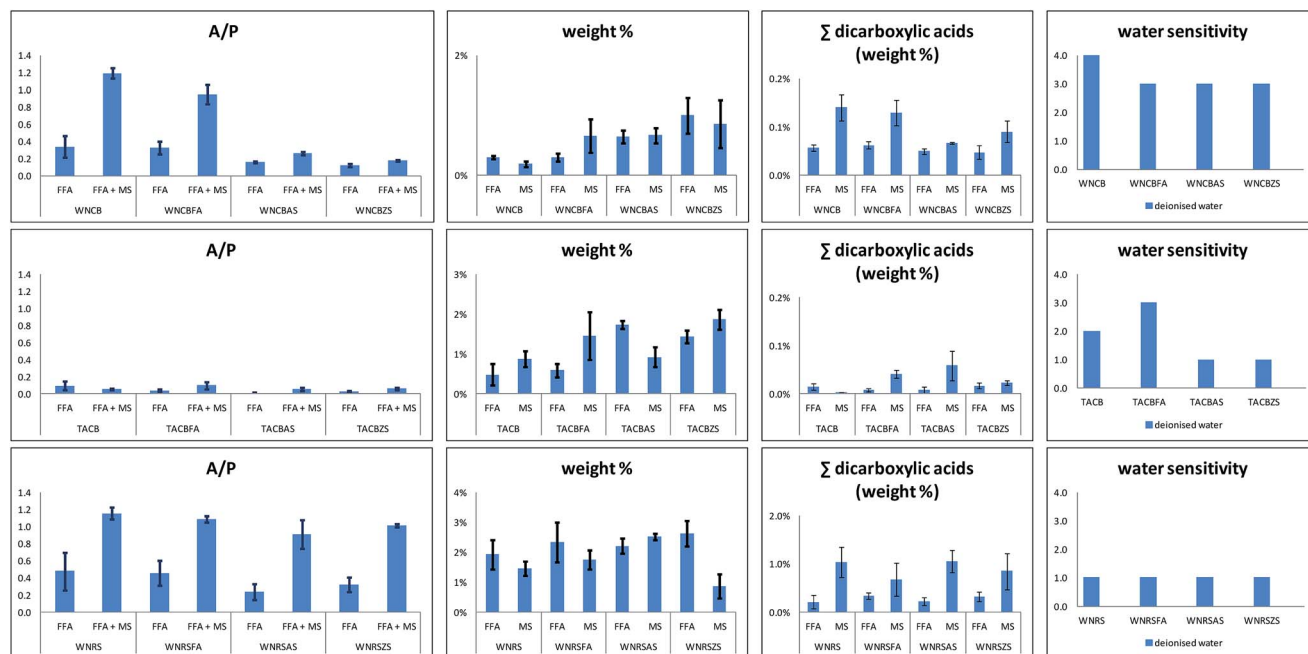 A/P
1.4
1.2
1.0
0.8
0.6
0.4
0.2
0.0
FFA FFA + MS FFA FFA + MS FFA FFA + MS FFA FFA + MS
WNCB WNCBFA WNCBAS WNCBZS
weight %
2%
0%
FFA MS FFA MS FFA MS FFA MS
WNCB WNCBFA WNCBAS WNCBZS
∑ dicarboxylic acids
(weight %)
0.2%
0.1%
0.0%
FFA MS FFA MS FFA MS FFA MS
WNCB WNCBFA WNCBAS WNCBZS
water sensitivity
4.0
3.0
2.0
1.0
0.0
WNCB WNCBFA WNCBAS WNCBZS
deionised water
A/P
1.4
1.2
1.0
0.8
0.6
0.4
0.2
0.0
FFA FFA + MS FFA FFA + MS FFA FFA + MS FFA FFA + MS
TACB TACBFA TACBAS TACBZS
weight %
3%
2%
1%
0%
FFA MS FFA MS FFA MS FFA MS
TACB TACBFA TACBAS TACBZS
∑ dicarboxylic acids
(weight %)
0.2%
0.1%
0.0%
FFA MS FFA MS FFA MS FFA MS
TACB TACBFA TACBAS TACBZS
water sensitivity
4.0
3.0
2.0
1.0
0.0
TACB TACBFA TACBAS TACBZS
deionised water
A/P
1.4
1.2
1.0
0.8
0.6
0.4
0.2
0.0
FFA FFA + MS FFA FFA + MS FFA FFA + MS FFA FFA + MS
WNRS WNRSFA WNRSAS WNRSZS
weight %
4%
3%
2%
1%
0%
FFA MS FFA MS FFA MS FFA MS
WNRS WNRSFA WNRSAS WNRSZS
∑ dicarboxylic acids
(weight %)
2.0%
1.0%
0.0%
FFA MS FFA MS FFA MS FFA MS
WNRS WNRSFA WNRSAS WNRSZS
water sensitivity
4.0
3.0
2.0
1.0
0.0
WNRS WNRSFA WNRSAS WNRSZS
deionised water